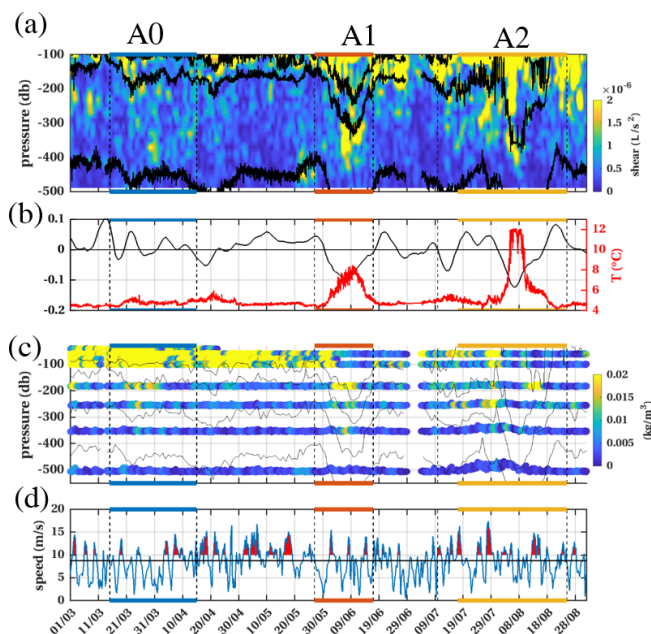 A0 A1 A2
(a)
-100
-200
-300
-400
-500
pressure (db)
×10⁻⁶
2
1.5
1
0.5
0
shear (1/s²)
(b)
0.1
0
-0.1
-0.2
12
10
8
6
4
T (°C)
(c)
-100
-200
-300
-400
-500
pressure (db)
0.02
0.015
0.01
0.005
0
(kg/m³)
(d)
20
15
10
5
0
speed (m/s)
01/03 11/03 21/03 31/03 10/04 20/04 30/04 10/05 20/05 30/05 09/06 19/06 29/06 09/07 19/07 29/07 08/08 18/08 28/08